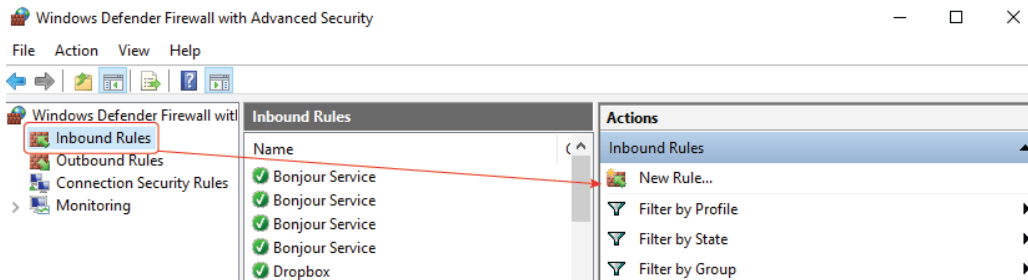 Windows Defender Firewall with Advanced Security
File Action View Help
Windows Defender Firewall wit
Inbound Rules
Outbound Rules
Connection Security Rules
Monitoring
Inbound Rules
Name
Bonjour Service
Bonjour Service
Bonjour Service
Bonjour Service
Dropbox
Actions
Inbound Rules
New Rule...
Filter by Profile
Filter by State
Filter by Group